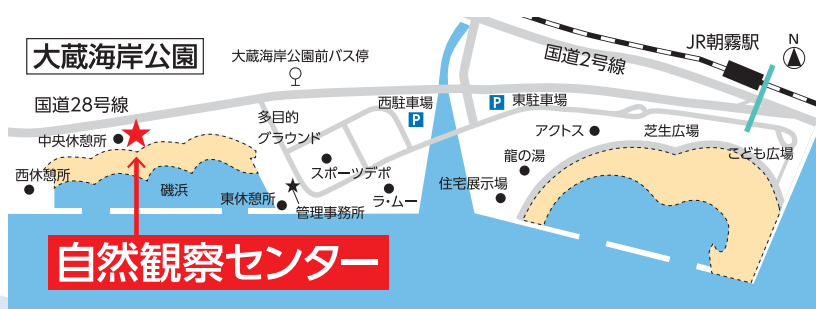 大蔵海岸公園
大蔵海岸公園前バス停
国道2号線
JR朝霧駅
N
国道28号線
多目的
グラウンド
西駐車場
P
P
東駐車場
中央休憩所
アクトス
芝生広場
こども広場
西休憩所
磯浜
スポーツデポ
龍の湯
東休憩所
管理事務所
ラ・ムー
住宅展示場
自然観察センター